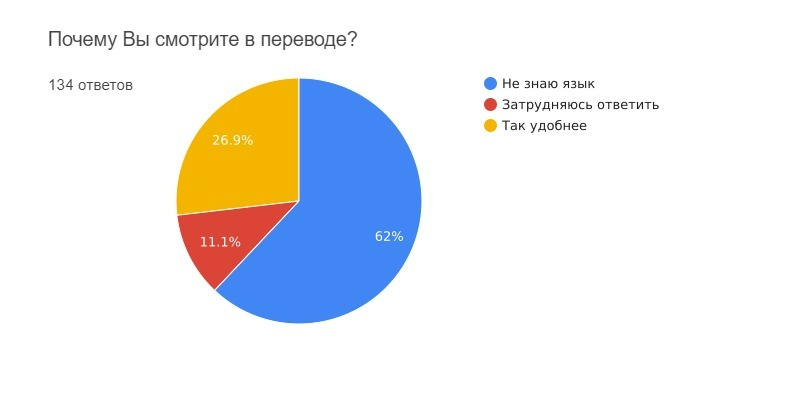 Почему Вы смотрите в переводе?
134 ответов
Не знаю язык
Затрудняюсь ответить
Так удобнее
26.9%
11.1%
62%